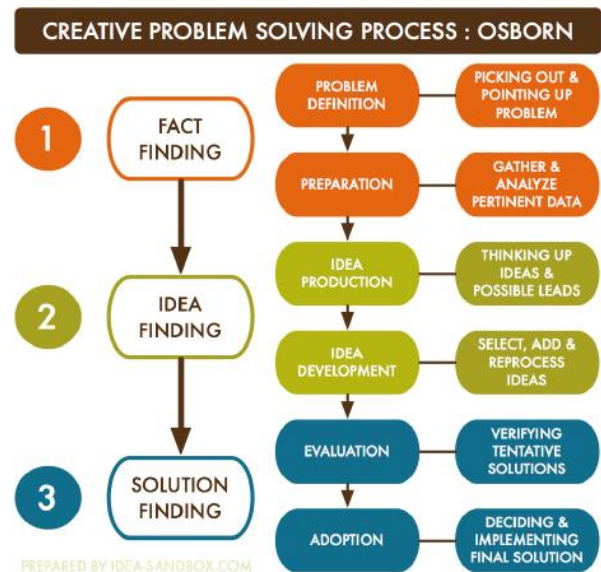 CREATIVE PROBLEM SOLVING PROCESS : OSBORN
1
FACT
FINDING
PROBLEM
DEFINITION
PICKING OUT &
POINTING UP
PROBLEM
PREPARATION
GATHER &
ANALYZE
PERTINENT DATA
2
IDEA
FINDING
IDEA
PRODUCTION
THINKING UP
IDEAS &
POSSIBLE LEADS
IDEA
DEVELOPMENT
SELECT, ADD &
REPROCESS
IDEAS
3
SOLUTION
FINDING
EVALUATION
VERIFYING
TENTATIVE
SOLUTIONS
ADOPTION
DECIDING &
IMPLEMENTING
FINAL SOLUTION
PREPARED BY IDEA-SANDBOX.COM